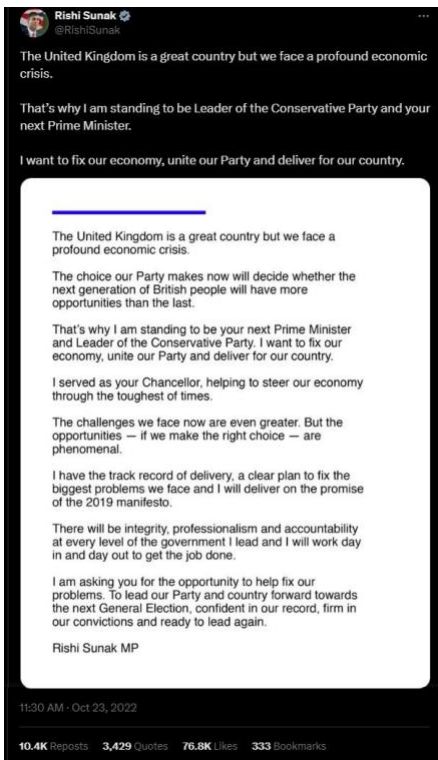 Rishi Sunak
@RishiSunak
The United Kingdom is a great country but we face a profound economic
crisis.
That's why I am standing to be Leader of the Conservative Party and your
next Prime Minister.
I want to fix our economy, unite our Party and deliver for our country.
The United Kingdom is a great country but we face a
profound economic crisis.
The choice our Party makes now will decide whether the
next generation of British people will have more
opportunities than the last.
That's why I am standing to be your next Prime Minister
and Leader of the Conservative Party. I want to fix our
economy, unite our Party and deliver for our country.
I served as your Chancellor, helping to steer our economy
through the toughest of times.
The challenges we face now are even greater. But the
opportunities — if we make the right choice — are
phenomenal.
I have the track record of delivery, a clear plan to fix the
biggest problems we face and I will deliver on the promise
of the 2019 manifesto.
There will be integrity, professionalism and accountability
at every level of the government I lead and I will work day
in and day out to get the job done.
I am asking you for the opportunity to help fix our
problems. To lead our Party and country forward towards
the next General Election, confident in our record, firm in
our convictions and ready to lead again.
Rishi Sunak MP
11:30 AM · Oct 23, 2022
10.4K Reposts 3,429 Quotes 76.8K Likes 333 Bookmarks